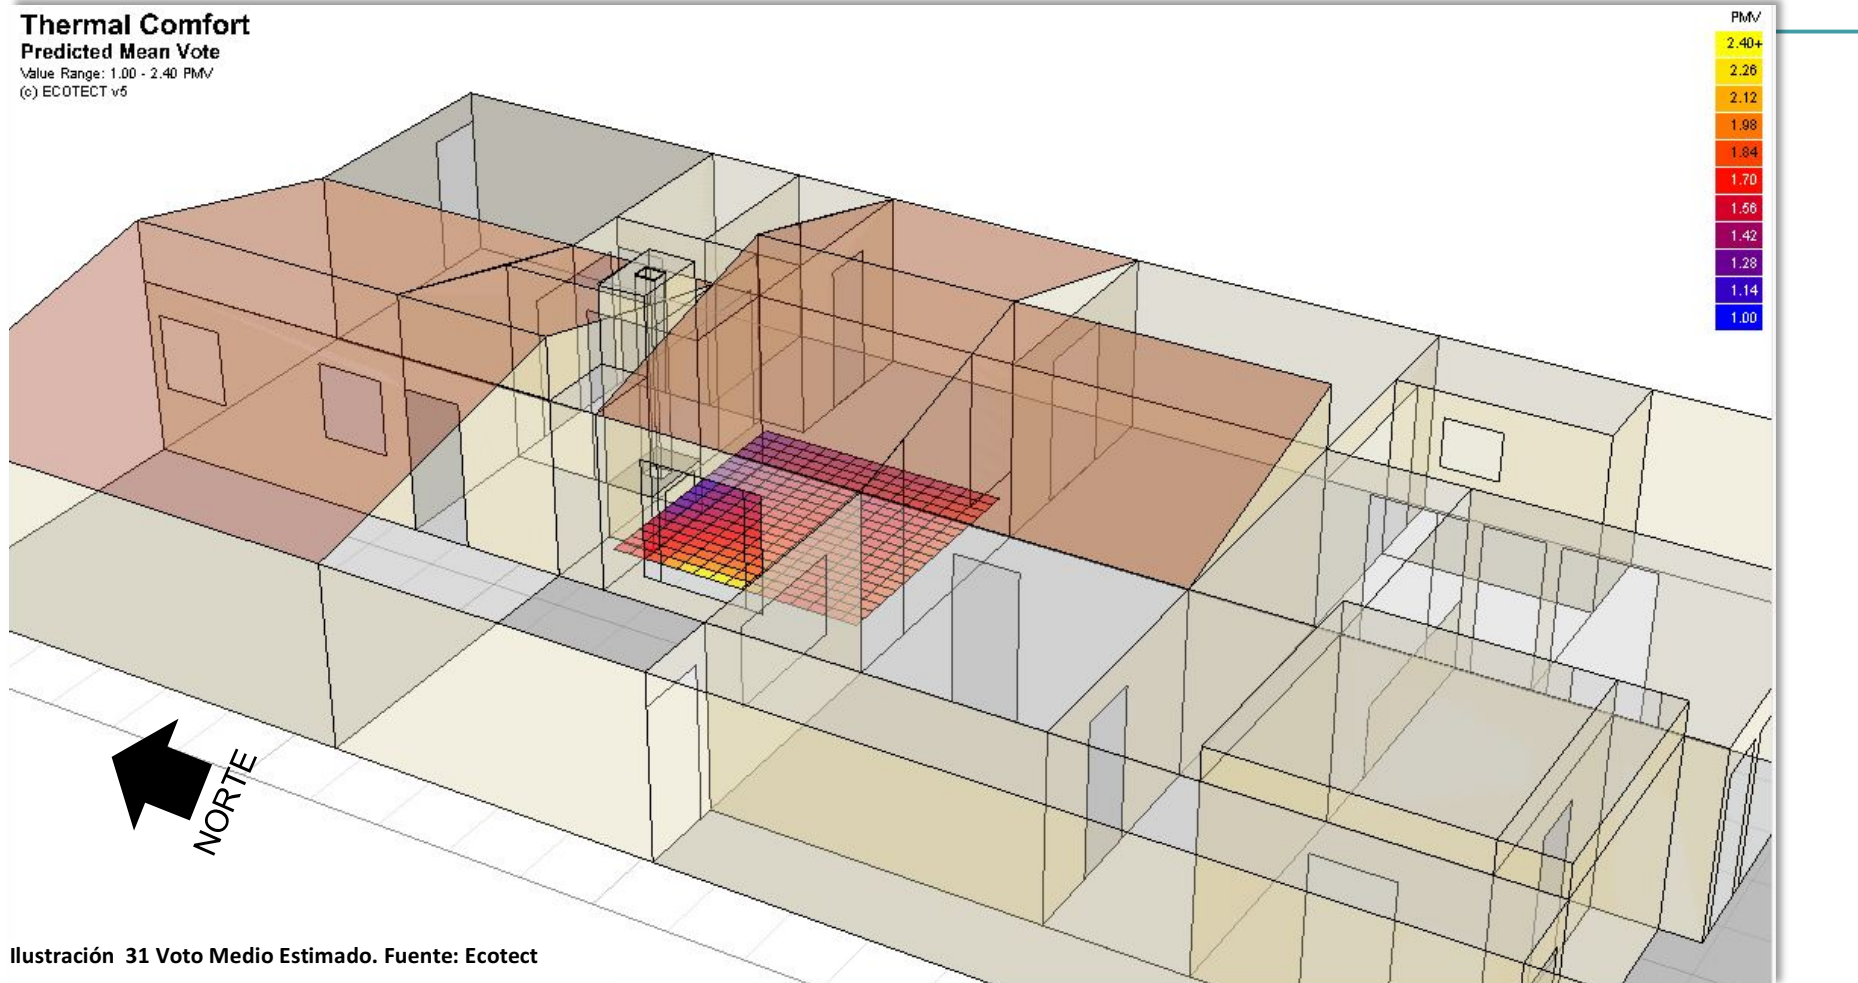 Thermal Comfort
Predicted Mean Vote
Value Range: 1.00 - 2.40 PMV
(c) ECOTECT v5
PMV
2.40+
2.26
2.12
1.98
1.84
1.70
1.56
1.42
1.28
1.14
1.00
NORTE
Ilustración 31 Voto Medio Estimado. Fuente: Ecotect